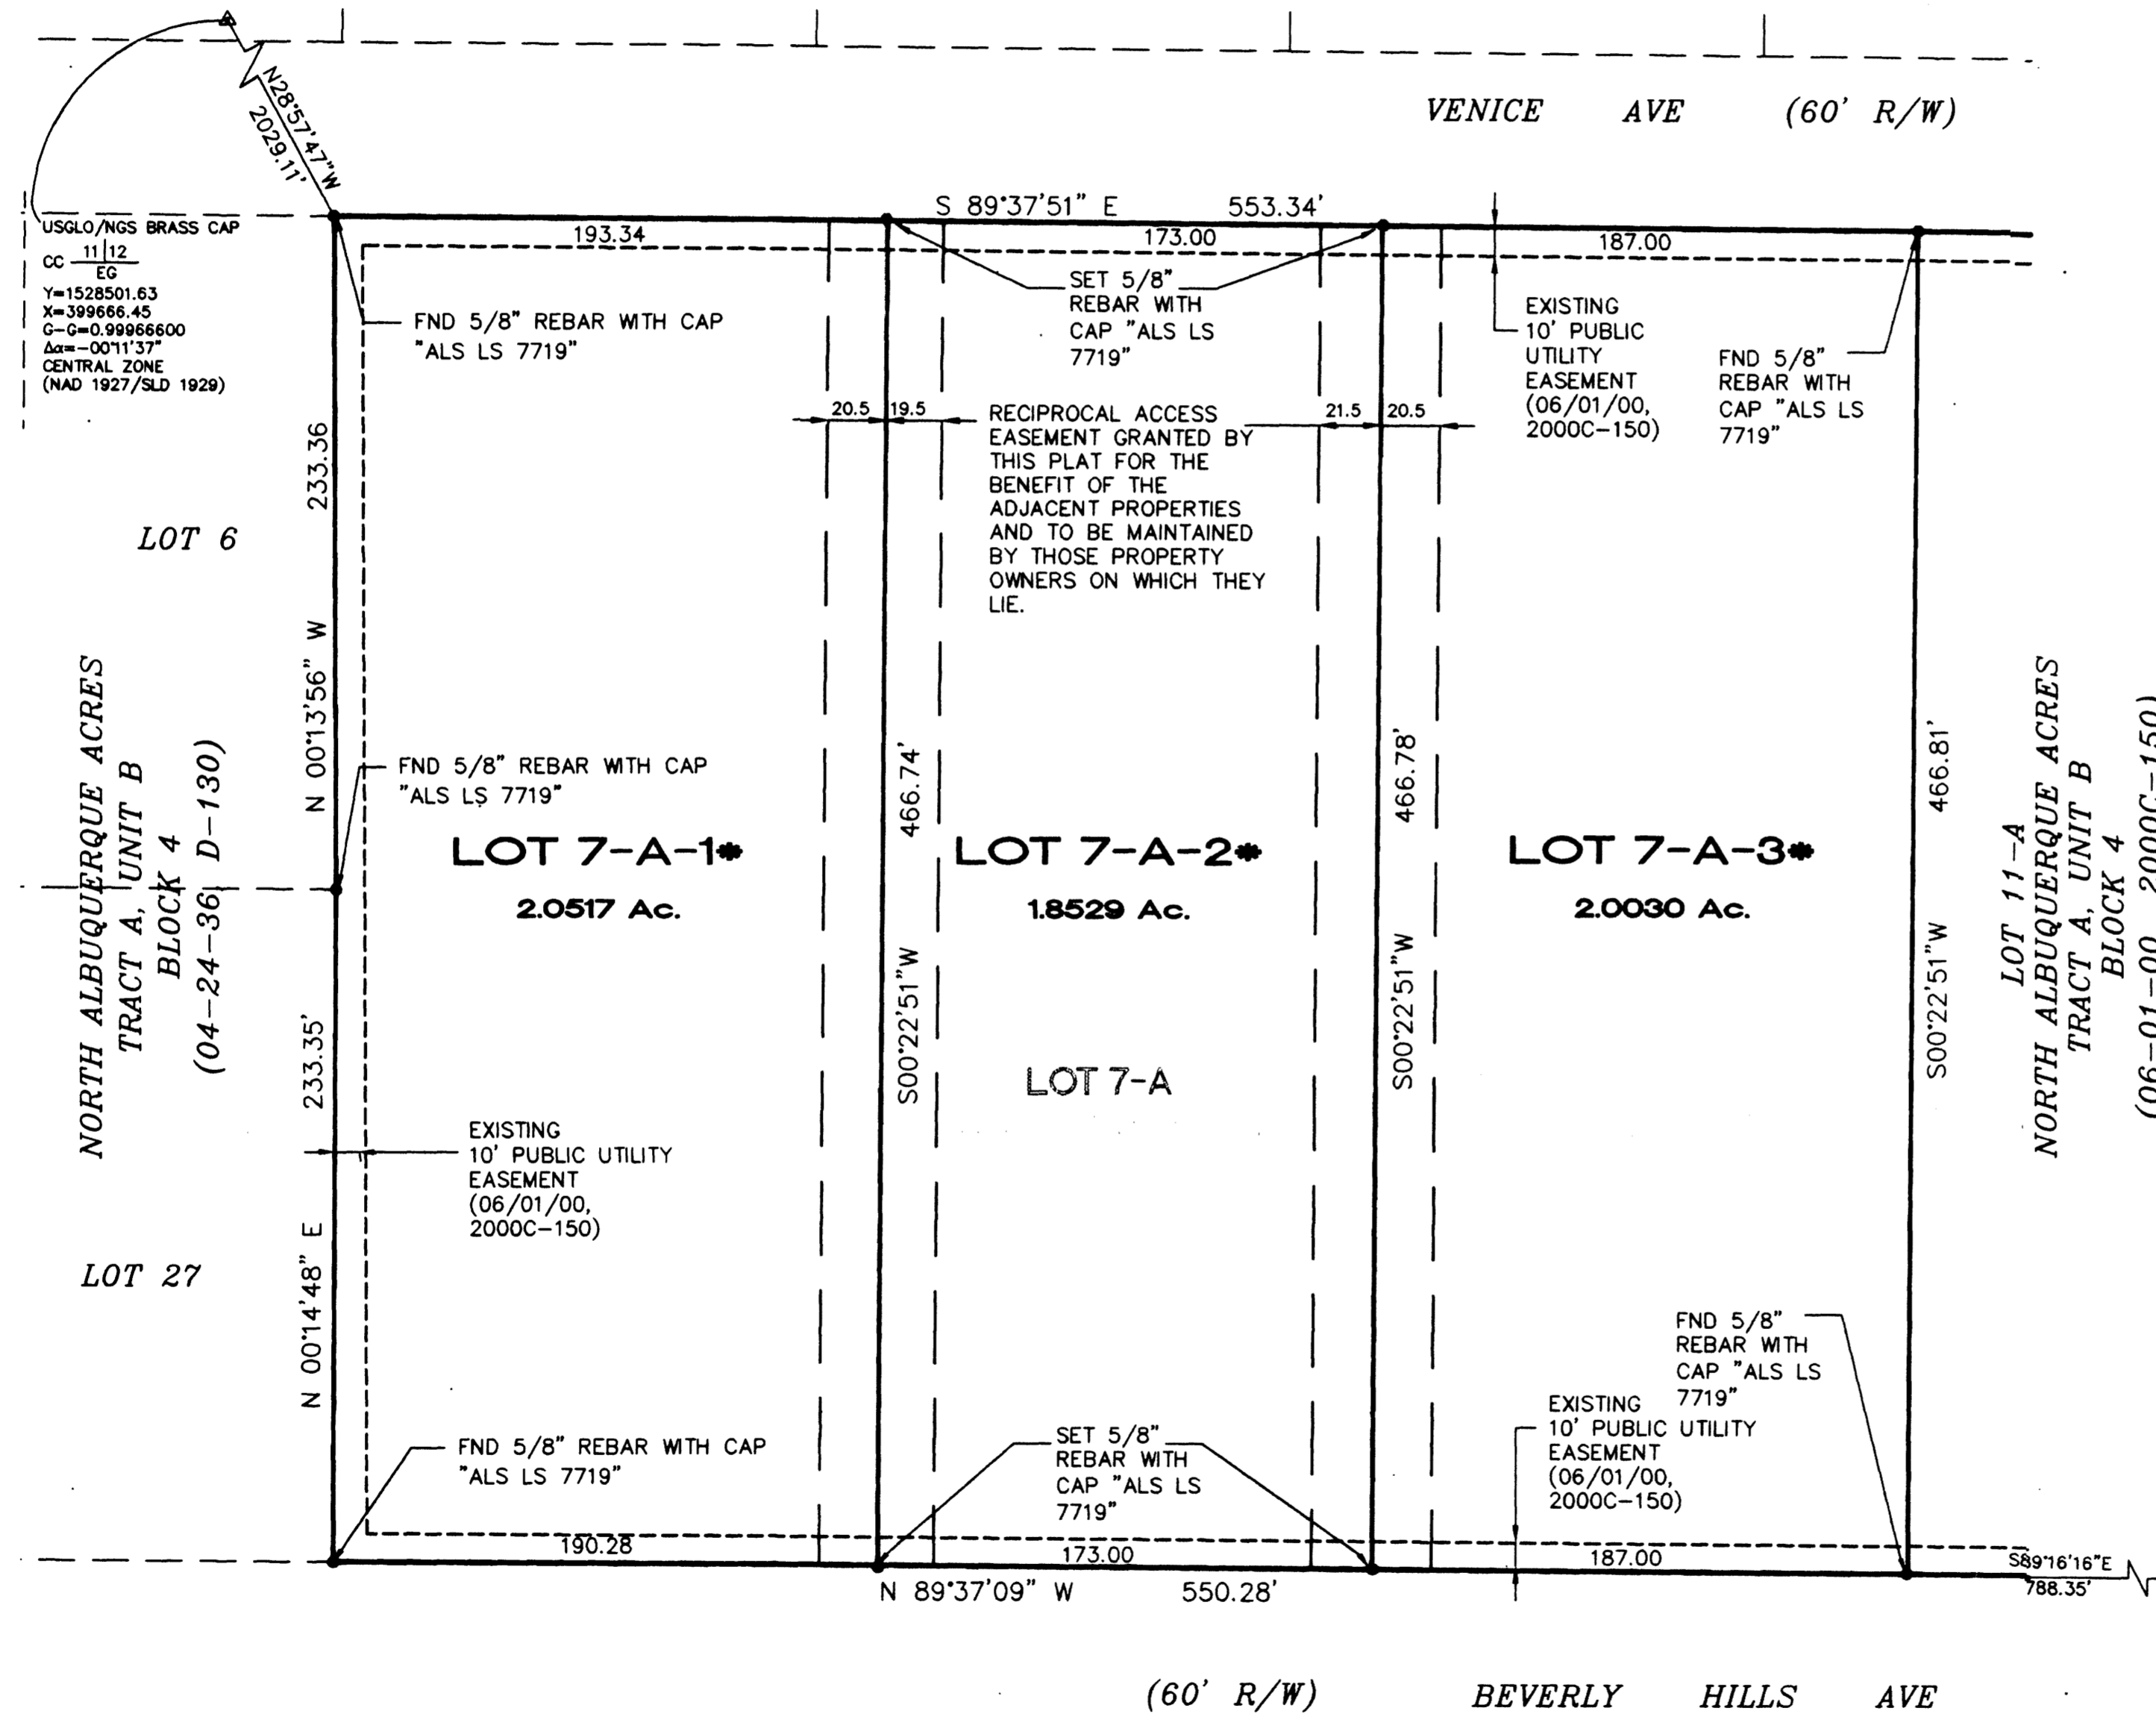 VENICE AVE (60' R/W)
N28°57'47"W
2029.11'
USGLO/NGS BRASS CAP
CC 11|12
EG
Y=1528501.63
X=399666.45
G-G=0.99966600
Δα=-00°11'37"
CENTRAL ZONE
(NAD 1927/SLD 1929)
S 89°37'51" E 553.34'
193.34
173.00
187.00
FND 5/8" REBAR WITH CAP
"ALS LS 7719"
SET 5/8"
REBAR WITH
CAP "ALS LS
7719"
EXISTING
10' PUBLIC
UTILITY
EASEMENT
(06/01/00,
2000C-150)
FND 5/8"
REBAR WITH
CAP "ALS LS
7719"
20.5
19.5
RECIPROCAL ACCESS
EASEMENT GRANTED BY
THIS PLAT FOR THE
BENEFIT OF THE
ADJACENT PROPERTIES
AND TO BE MAINTAINED
BY THOSE PROPERTY
OWNERS ON WHICH THEY
LIE.
21.5
20.5
LOT 6
233.36
N 00°13'56" W
NORTH ALBUQUERQUE ACRES
TRACT A, UNIT B
BLOCK 4
(04-24-36, D-130)
FND 5/8" REBAR WITH CAP
"ALS LS 7719"
LOT 7-A-1*
2.0517 Ac.
466.74'
S00°22'51"W
LOT 7-A-2*
1.8529 Ac.
466.78'
S00°22'51"W
LOT 7-A-3*
2.0030 Ac.
466.81'
S00°22'51"W
LOT 11-A
NORTH ALBUQUERQUE ACRES
TRACT A, UNIT B
BLOCK 4
(06-01-00, 2000C-150)
LOT 7-A
233.35'
N 00°14'48" E
LOT 27
EXISTING
10' PUBLIC UTILITY
EASEMENT
(06/01/00,
2000C-150)
FND 5/8" REBAR WITH CAP
"ALS LS 7719"
SET 5/8"
REBAR WITH
CAP "ALS LS
7719"
FND 5/8"
REBAR WITH
CAP "ALS LS
7719"
EXISTING
10' PUBLIC UTILITY
EASEMENT
(06/01/00,
2000C-150)
190.28
173.00
187.00
N 89°37'09" W 550.28'
S89°16'16"E
788.35'
(60' R/W) BEVERLY HILLS AVE